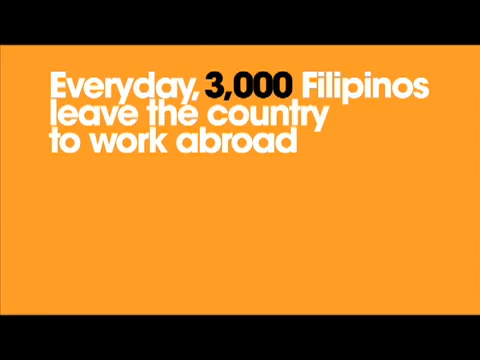 Everyday, 3,000 Filipinos
leave the country
to work abroad